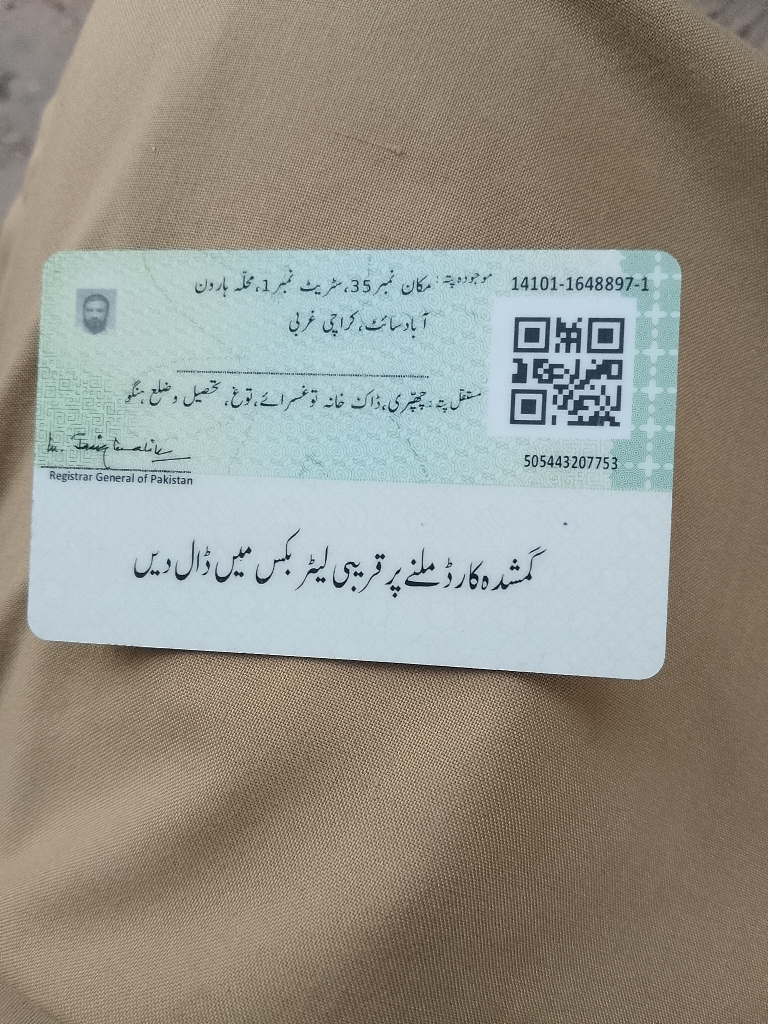 14101-1648897-1
موجودہ پتہ: مکان نمبر 35، سٹریٹ نمبر 1، محلہ ہارون
آباد سائٹ، کراچی غربی
مستقل پتہ: چھپری، ڈاک خانہ توغسرائے، توغ، تحصیل و ضلع ہنگو
505443207753
Registrar General of Pakistan
گمشدہ کارڈ ملنے پر قریبی لیٹر بکس میں ڈال دیں